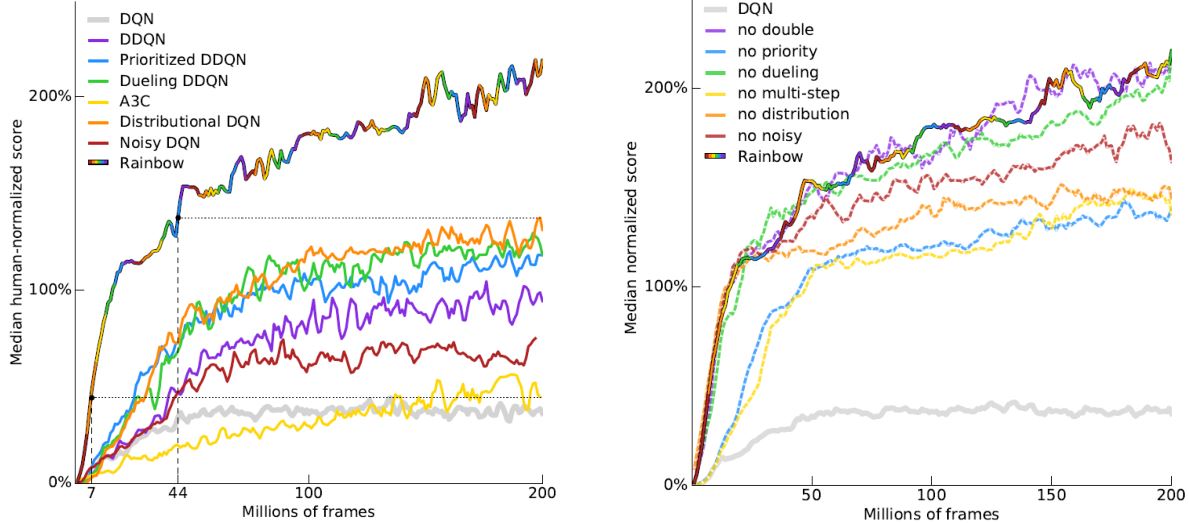 Median human-normalized score
DQN
DDQN
Prioritized DDQN
Dueling DDQN
A3C
Distributional DQN
Noisy DQN
Rainbow
200%
100%
0%
7
44
100
200
Millions of frames
Median normalized score
DQN
no double
no priority
no dueling
no multi-step
no distribution
no noisy
Rainbow
200%
100%
0%
50
100
150
200
Millions of frames